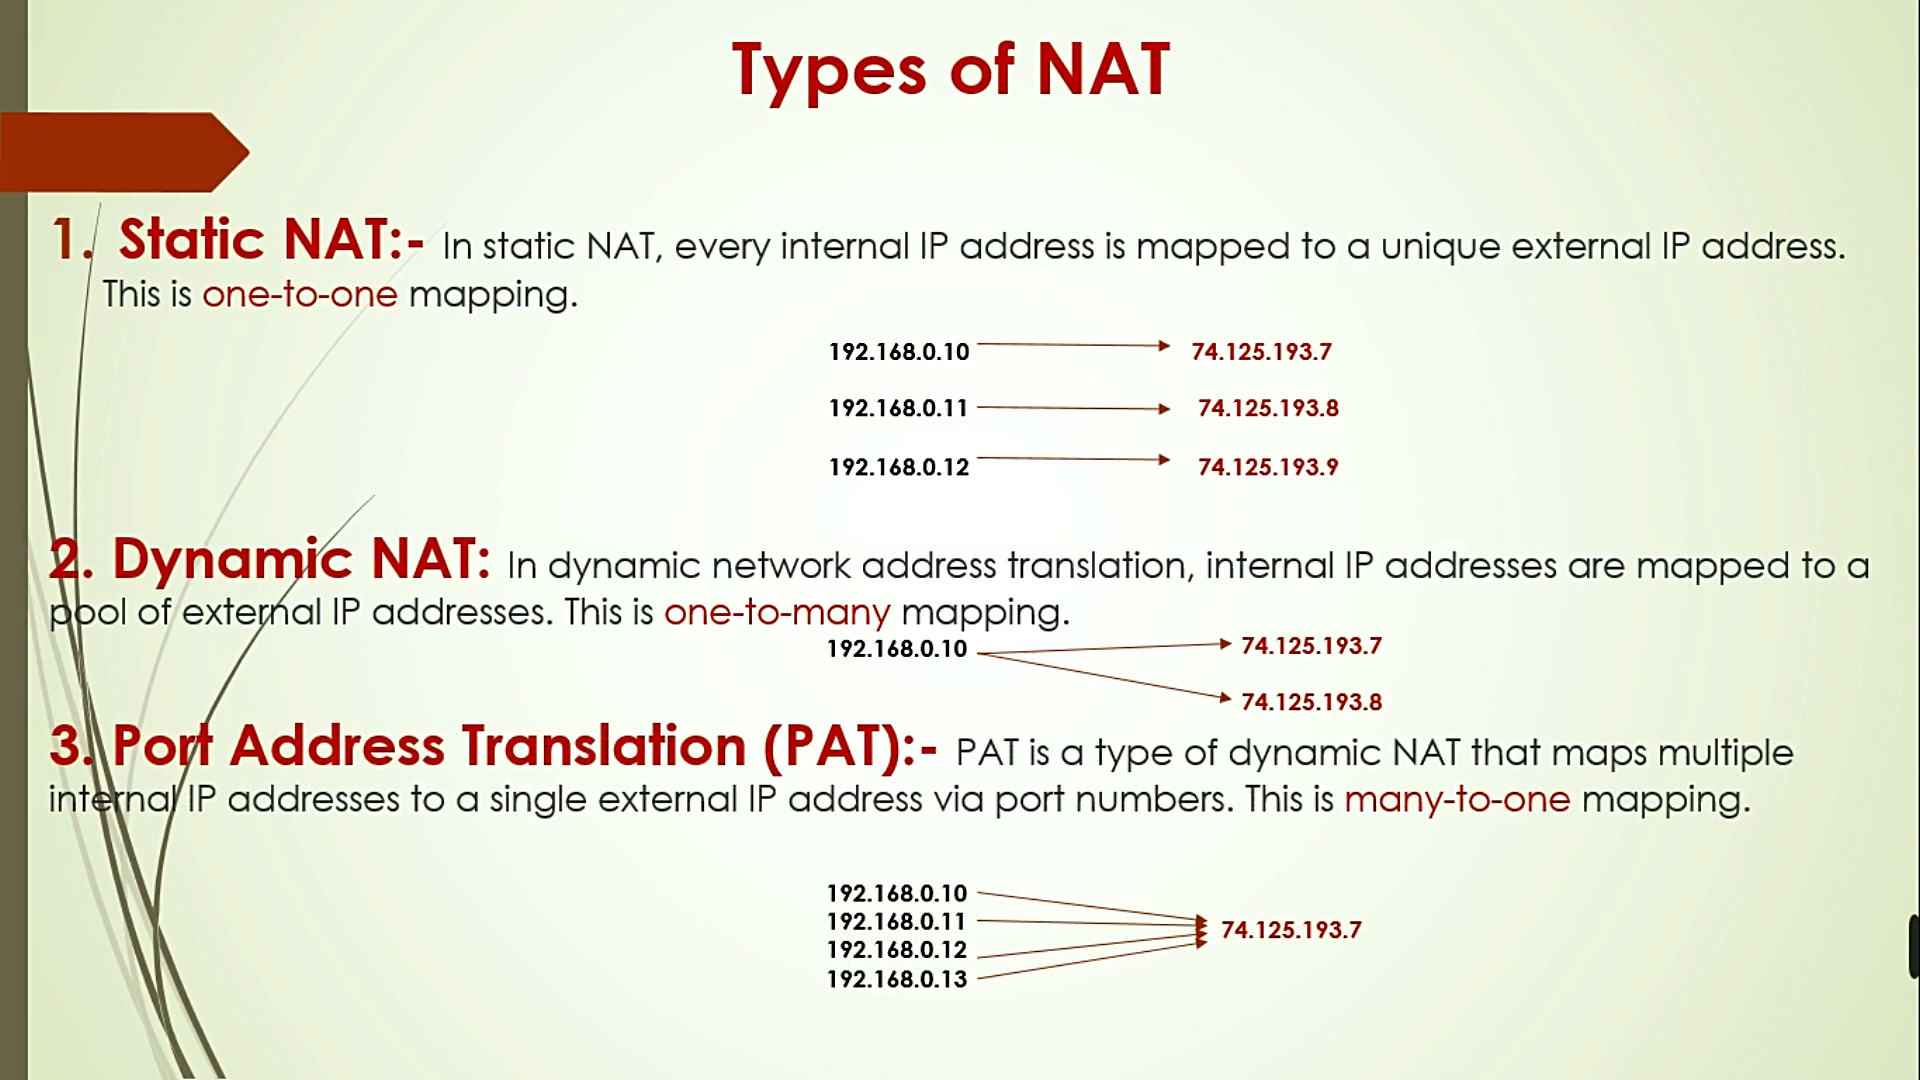 Types of NAT
1. Static NAT:- In static NAT, every internal IP address is mapped to a unique external IP address.
This is one-to-one mapping.
192.168.0.10 74.125.193.7
192.168.0.11 74.125.193.8
192.168.0.12 74.125.193.9
2. Dynamic NAT: In dynamic network address translation, internal IP addresses are mapped to a
pool of external IP addresses. This is one-to-many mapping.
192.168.0.10 74.125.193.7
74.125.193.8
3. Port Address Translation (PAT):- PAT is a type of dynamic NAT that maps multiple
internal IP addresses to a single external IP address via port numbers. This is many-to-one mapping.
192.168.0.10
192.168.0.11 74.125.193.7
192.168.0.12
192.168.0.13